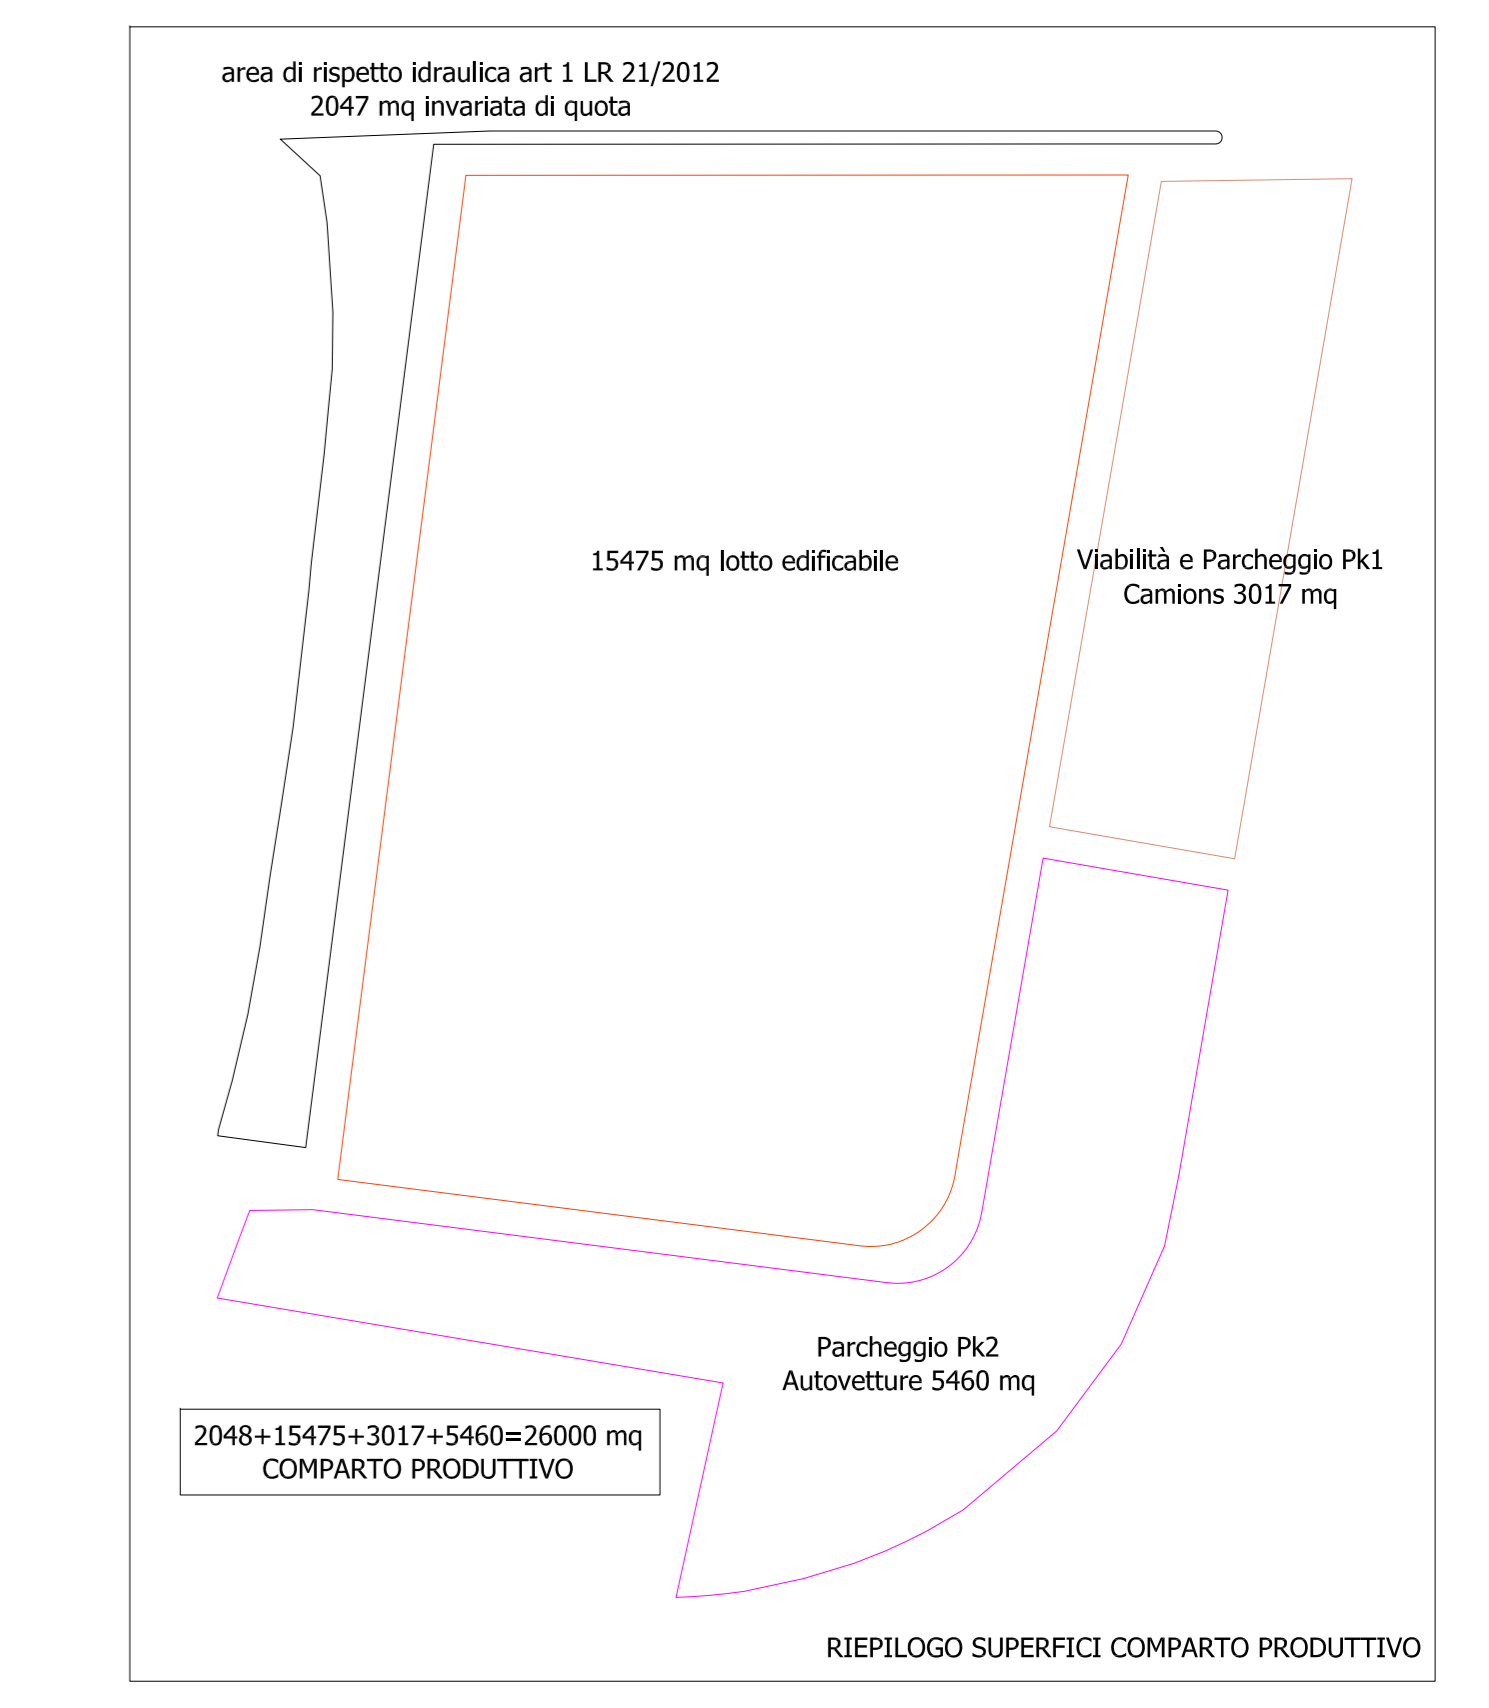 area di rispetto idraulica art 1 LR 21/2012
2047 mq invariata di quota
15475 mq lotto edificabile
Viabilità e Parcheggio Pk1
Camions 3017 mq
Parcheggio Pk2
Autovetture 5460 mq
2048+15475+3017+5460=26000 mq
COMPARTO PRODUTTIVO
RIEPILOGO SUPERFICI COMPARTO PRODUTTIVO